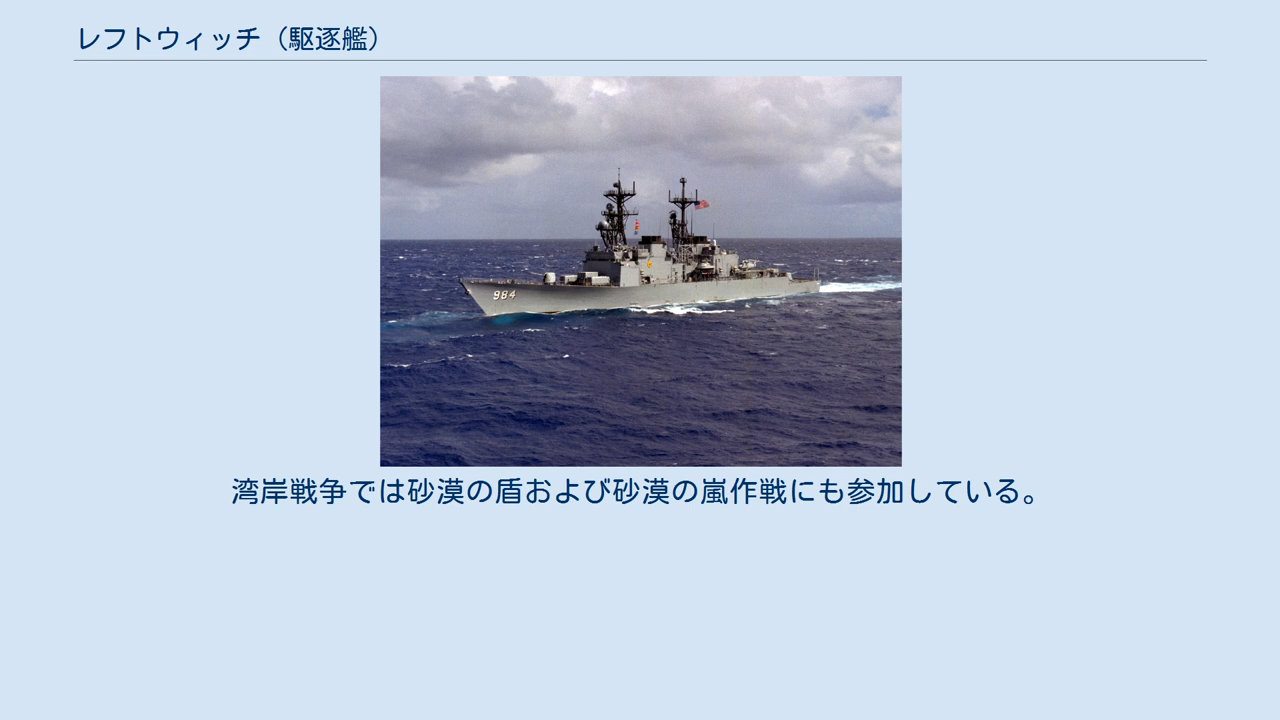 レフトウィッチ（駆逐艦）
984
湾岸戦争では砂漠の盾および砂漠の嵐作戦にも参加している。